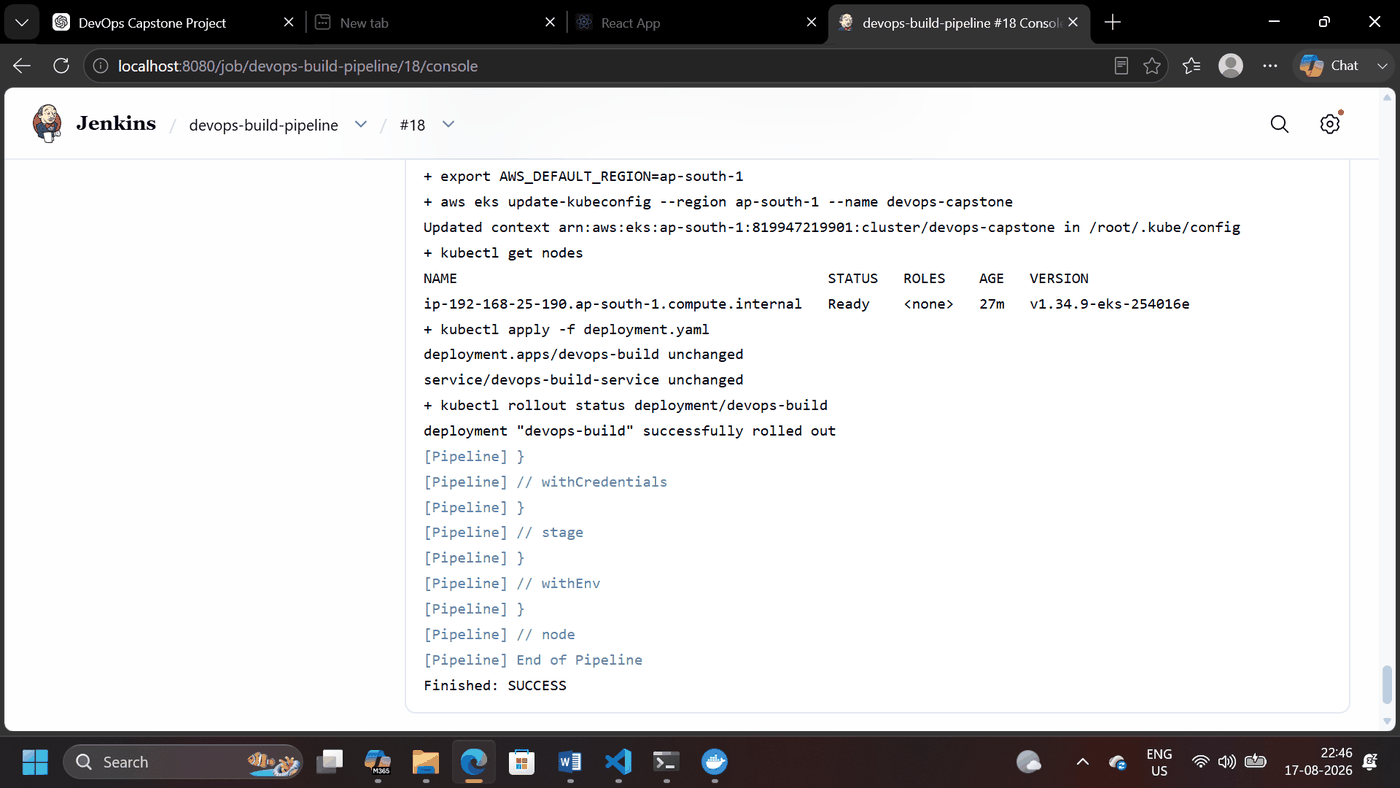 DevOps Capstone Project
New tab
React App
devops-build-pipeline #18 Conso
localhost:8080/job/devops-build-pipeline/18/console
Chat
Jenkins / devops-build-pipeline / #18
+ export AWS_DEFAULT_REGION=ap-south-1
+ aws eks update-kubeconfig --region ap-south-1 --name devops-capstone
Updated context arn:aws:eks:ap-south-1:819947219901:cluster/devops-capstone in /root/.kube/config
+ kubectl get nodes
NAME STATUS ROLES AGE VERSION
ip-192-168-25-190.ap-south-1.compute.internal Ready <none> 27m v1.34.9-eks-254016e
+ kubectl apply -f deployment.yaml
deployment.apps/devops-build unchanged
service/devops-build-service unchanged
+ kubectl rollout status deployment/devops-build
deployment "devops-build" successfully rolled out
[Pipeline] }
[Pipeline] // withCredentials
[Pipeline] }
[Pipeline] // stage
[Pipeline] }
[Pipeline] // withEnv
[Pipeline] }
[Pipeline] // node
[Pipeline] End of Pipeline
Finished: SUCCESS
Search
M365
ENG
US
22:46
17-08-2026